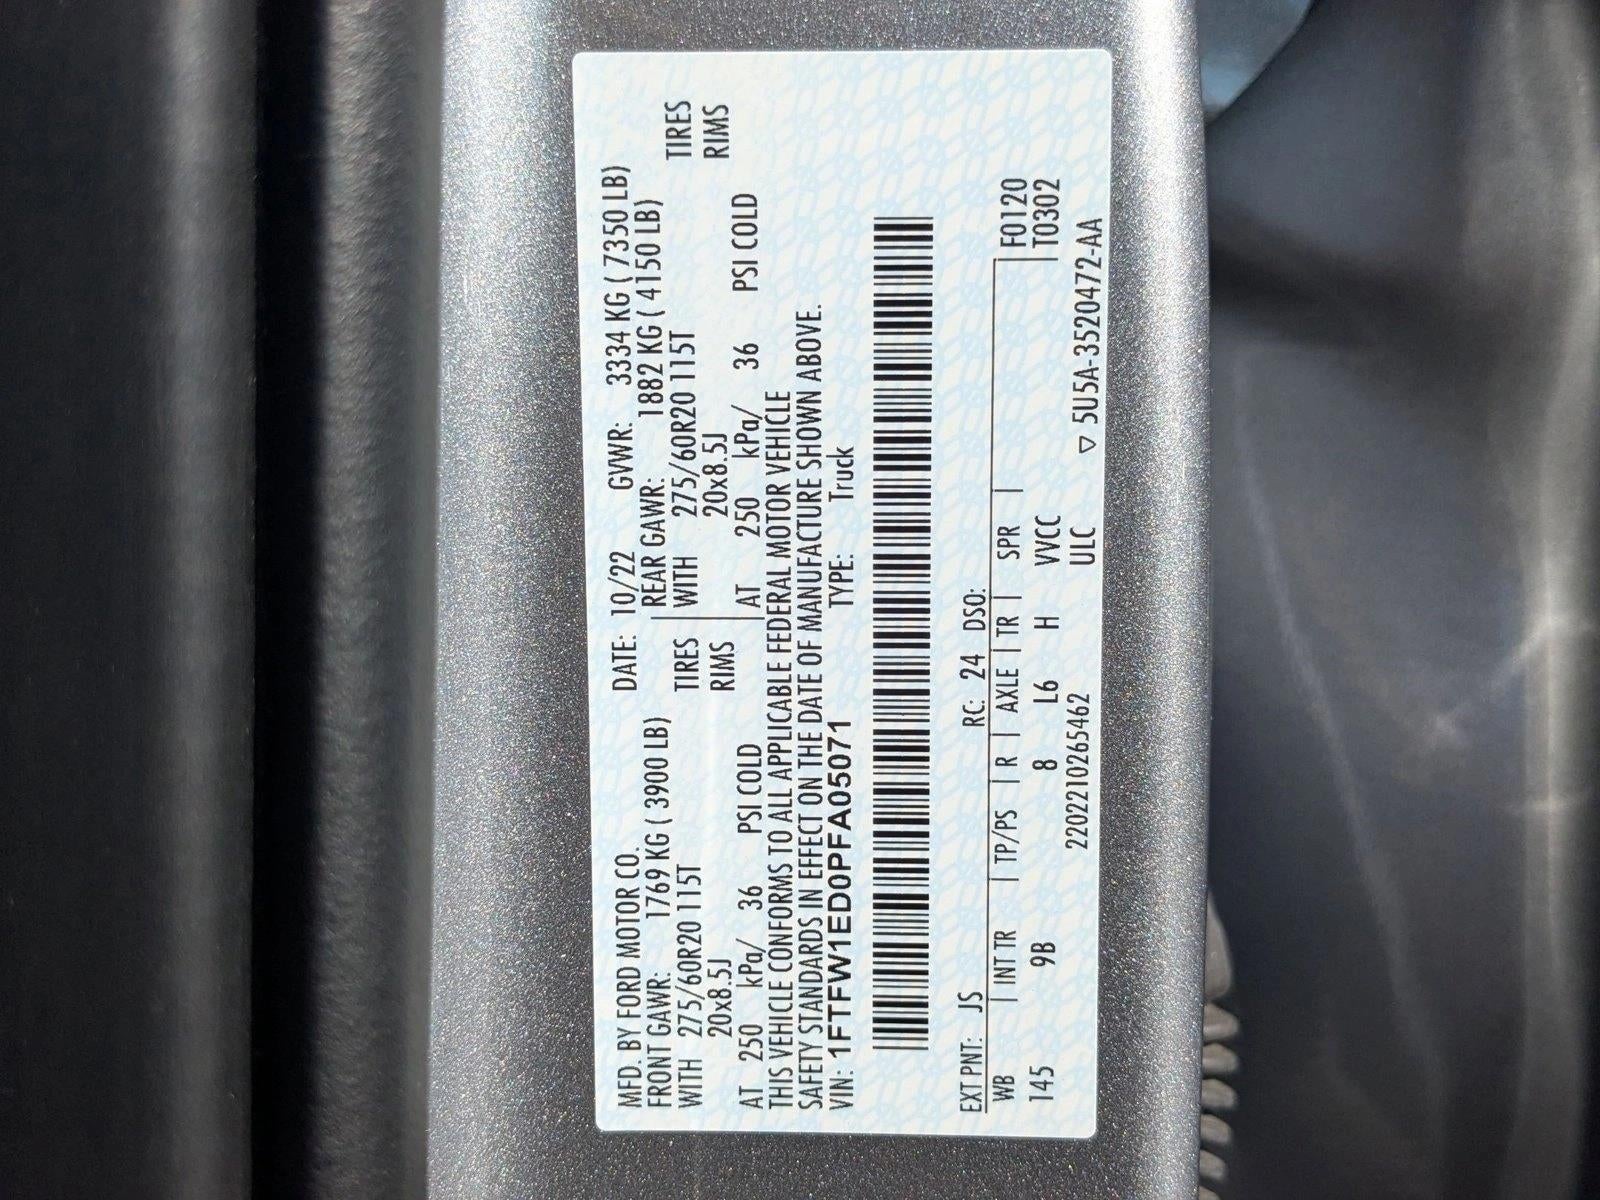 MFD. BY FORD MOTOR CO. DATE: 10/22 GVWR: 3334 KG ( 7350 LB)
FRONT GAWR: 1769 KG ( 3900 LB) REAR GAWR: 1882 KG ( 4150 LB)
WITH 275/60R20 115T TIRES WITH 275/60R20 115T TIRES
20x8.5J RIMS 20x8.5J RIMS
AT 250 kPa/ 36 PSI COLD AT 250 kPa/ 36 PSI COLD
THIS VEHICLE CONFORMS TO ALL APPLICABLE FEDERAL MOTOR VEHICLE
SAFETY STANDARDS IN EFFECT ON THE DATE OF MANUFACTURE SHOWN ABOVE.
VIN: 1FTFW1ED0PFA05071 TYPE: Truck
EXT PNT: JS RC: 24 DSO:
WB | INT TR | TP/PS | R | AXLE | TR | SPR | F0120
145 9B 8 L6 H VVCC T0302
2202210265462 ULC ▽ 5U5A-3520472-AA